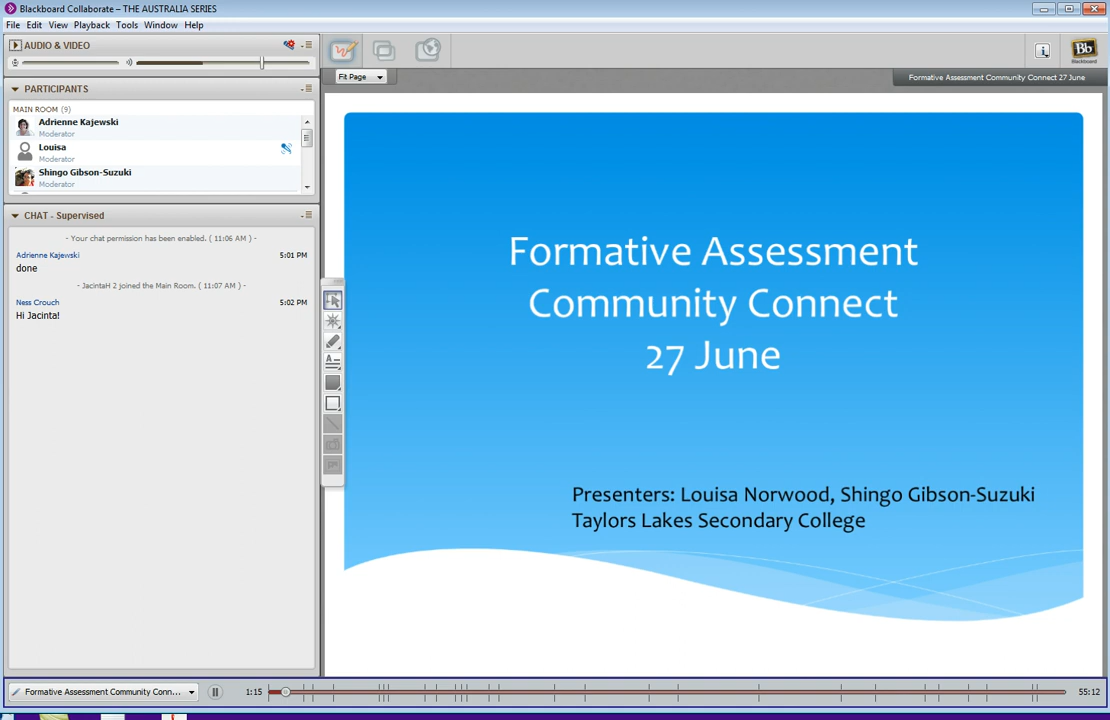 Blackboard Collaborate – THE AUSTRALIA SERIES
File Edit View Playback Tools Window Help
AUDIO & VIDEO
PARTICIPANTS
MAIN ROOM (9)
Adrienne Kajewski
Moderator
Louisa
Moderator
Shingo Gibson-Suzuki
Moderator
CHAT - Supervised
- Your chat permission has been enabled. ( 11:06 AM ) -
Adrienne Kajewski 5:01 PM
done
- JacintaH 2 joined the Main Room. ( 11:07 AM ) -
Ness Crouch 5:02 PM
Hi Jacinta!
Fit Page
Formative Assessment Community Connect 27 June
Bb
Blackboard
Formative Assessment
Community Connect
27 June
Presenters: Louisa Norwood, Shingo Gibson-Suzuki
Taylors Lakes Secondary College
Formative Assessment Community Conn... 1:15 55:12